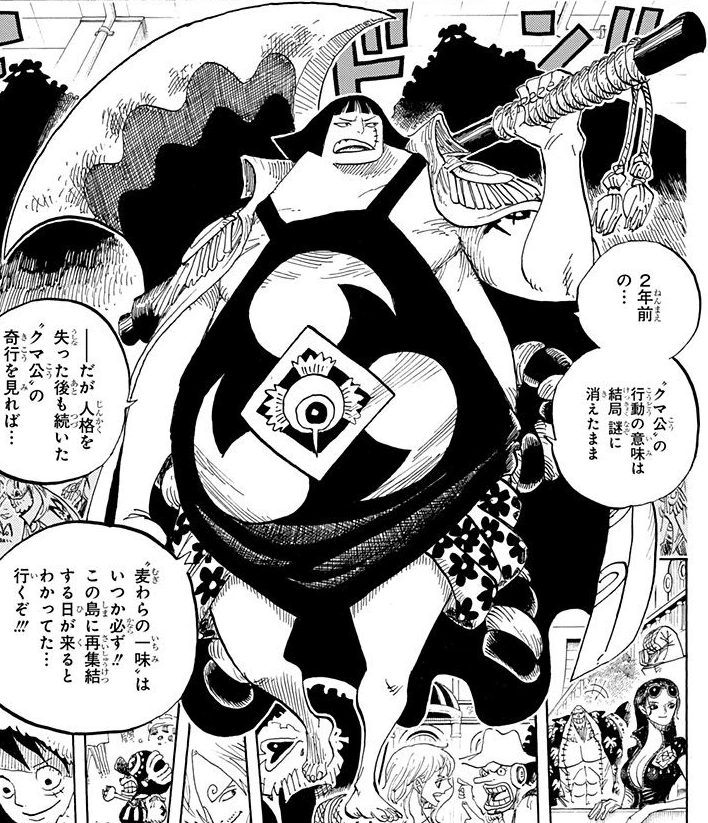 ドドン
２年前
の…
〝クマ公〟の
行動の意味は
結局 謎に
消えたまま
――だが 人格を
失った後も続いた
〝クマ公〟の
奇行を見れば…
〝麦わらの一味〟は
いつか必ず!!
この島に再集結
する日が来ると
わかってた…
行くぞ!!!